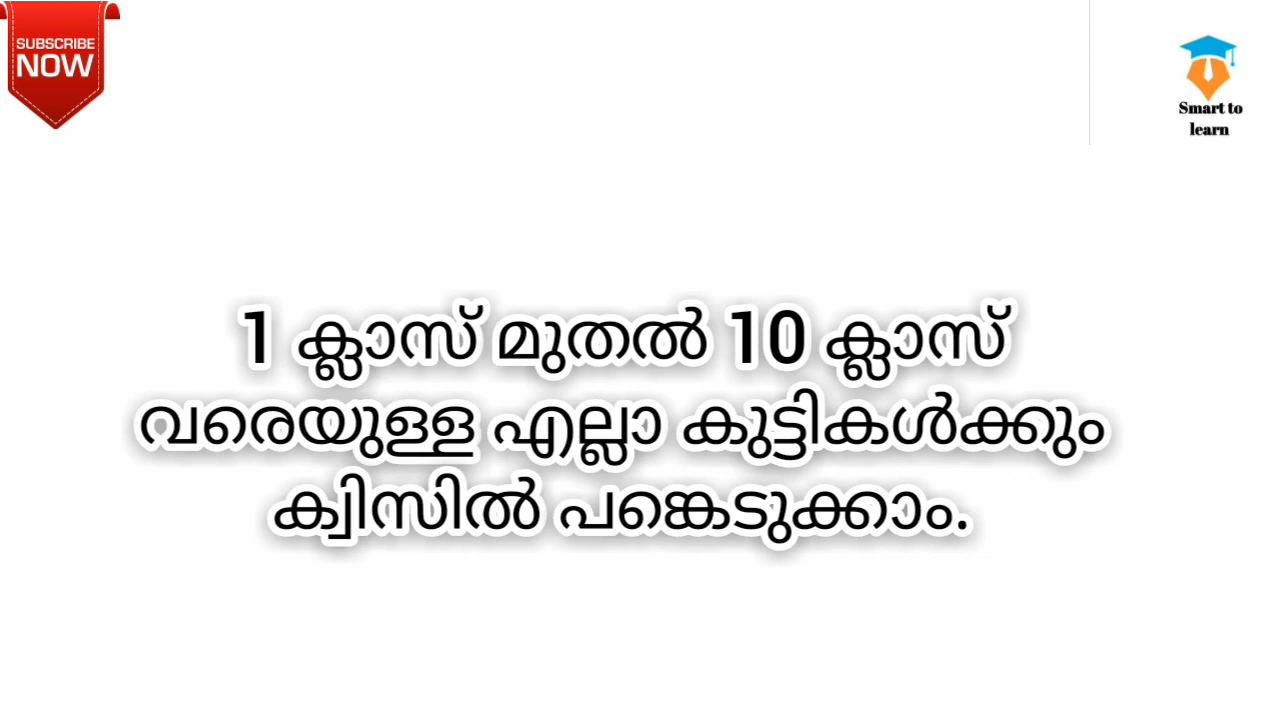 SUBSCRIBE
NOW
Smart to
learn
1 ക്ലാസ് മുതൽ 10 ക്ലാസ്
വരെയുള്ള എല്ലാ കുട്ടികൾക്കും
ക്വിസിൽ പങ്കെടുക്കാം.